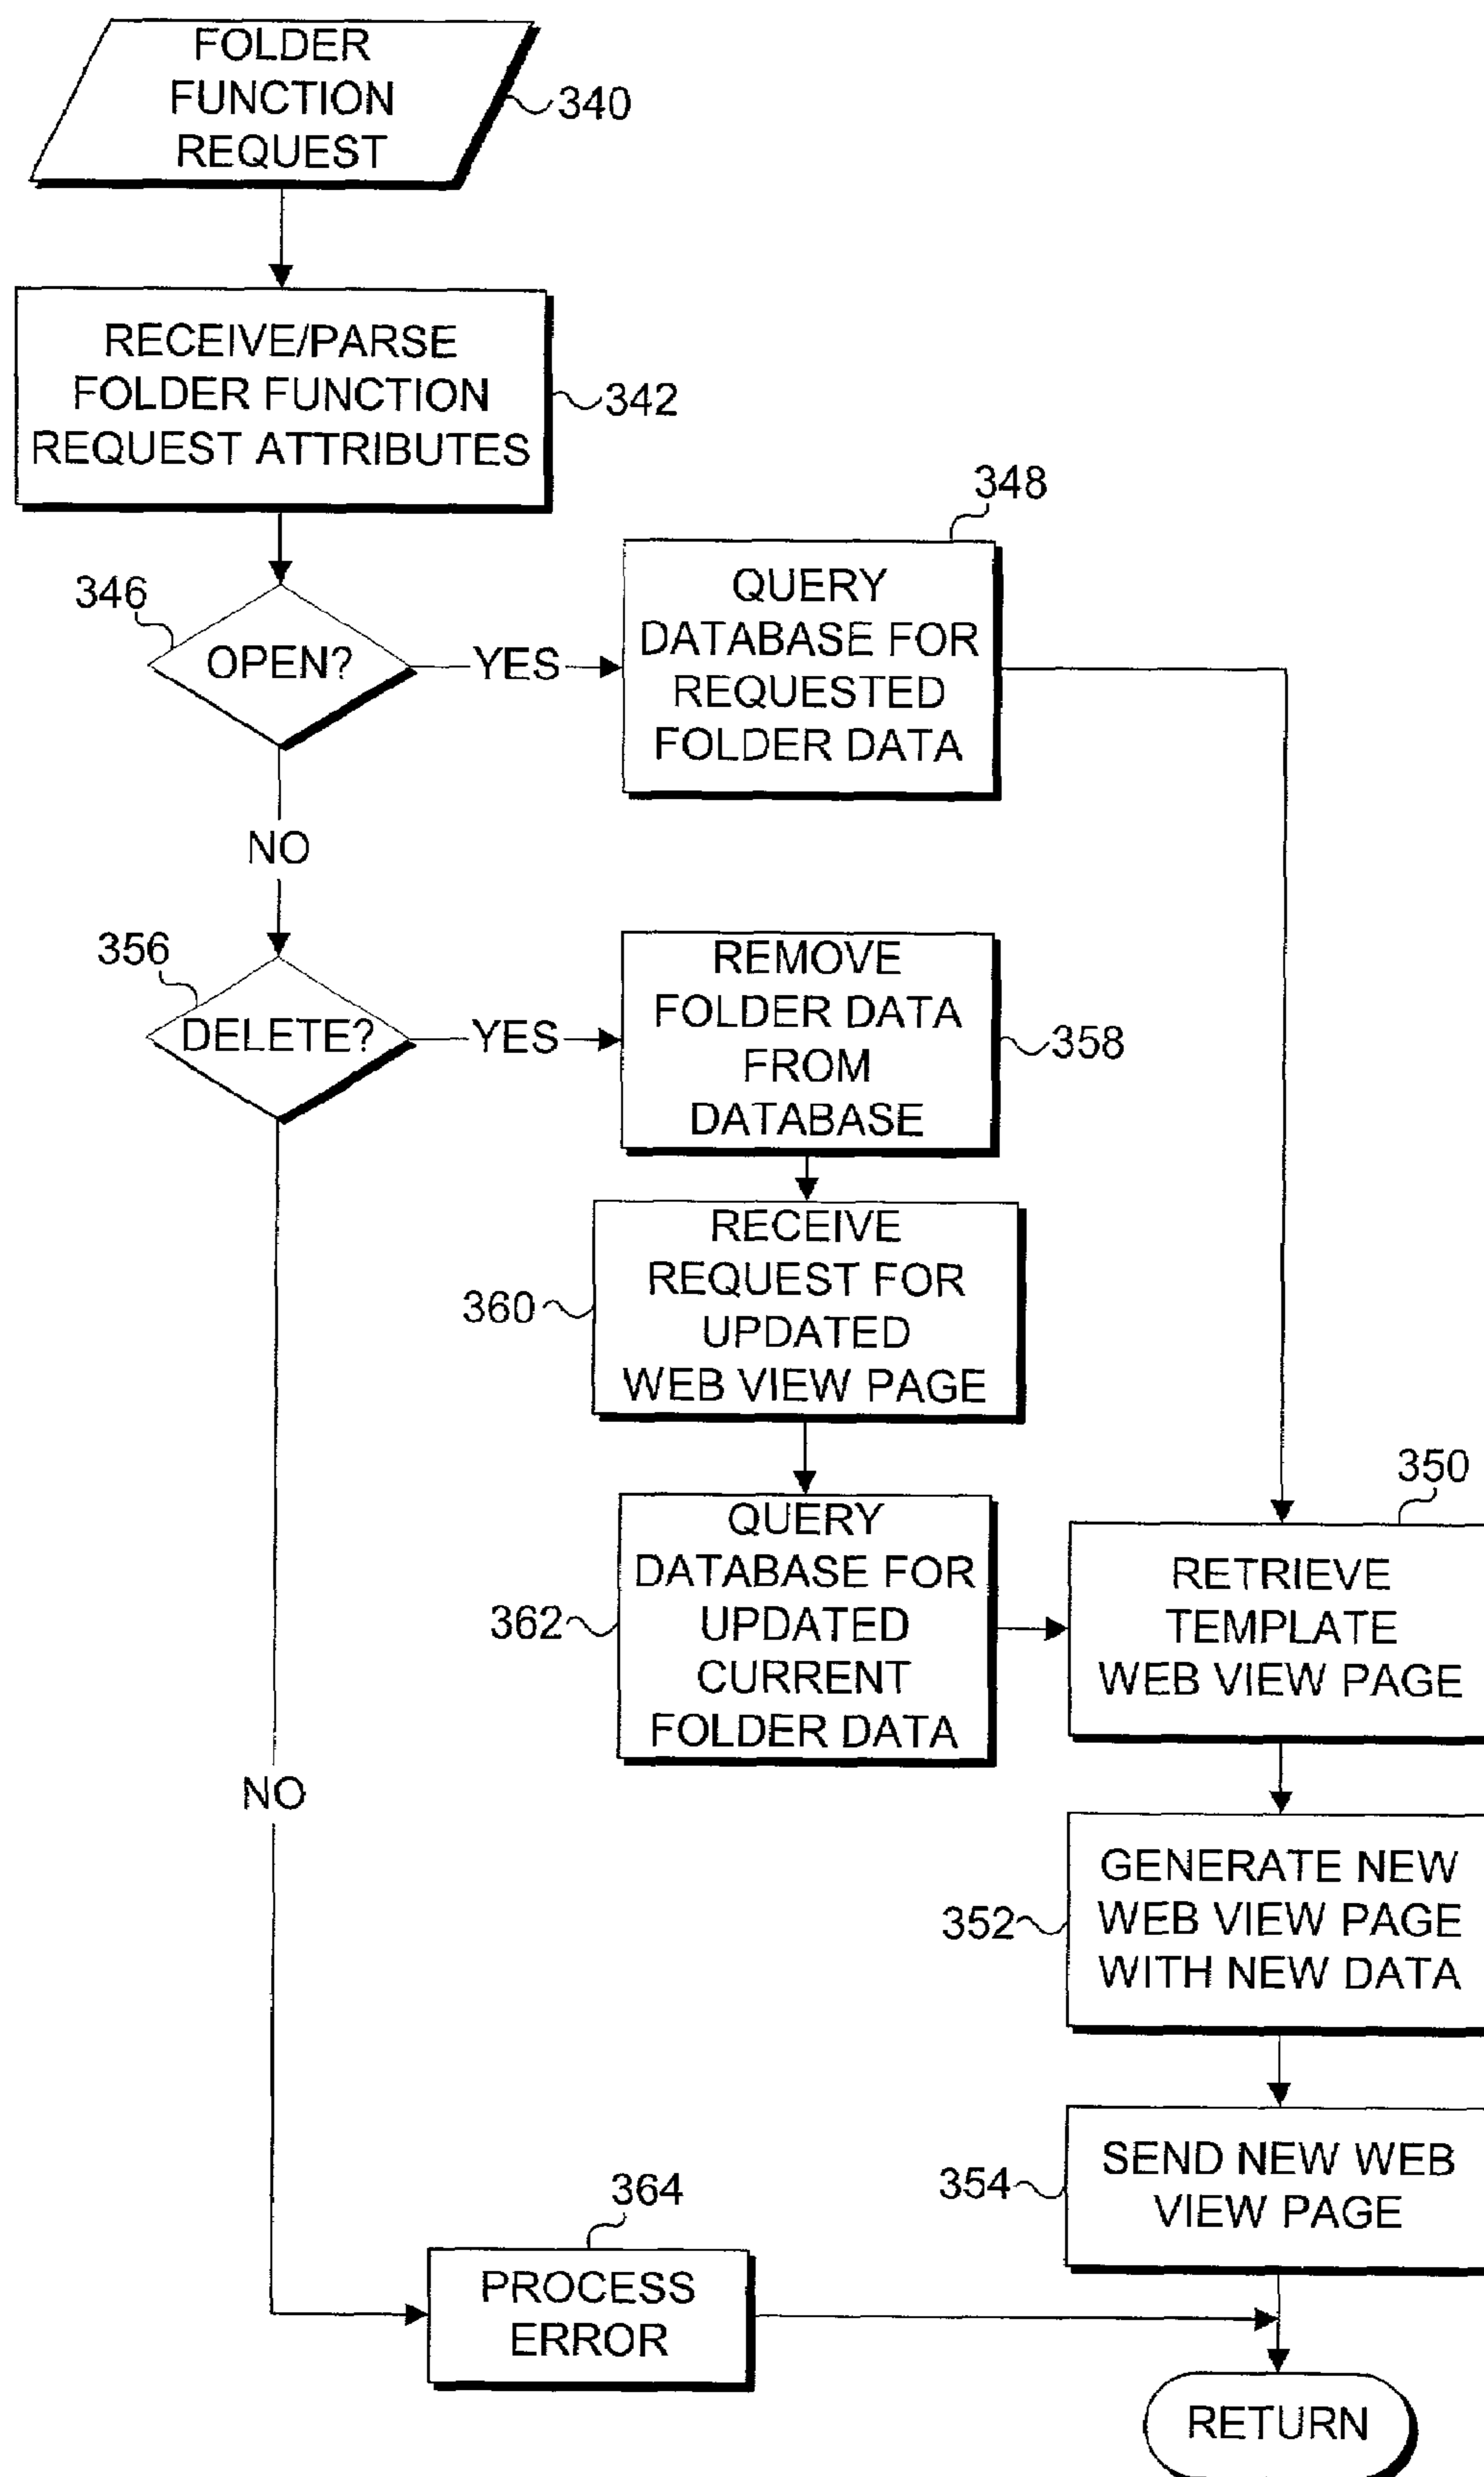 FOLDER
FUNCTION
REQUEST
340
RECEIVE/PARSE
FOLDER FUNCTION
REQUEST ATTRIBUTES
342
346
OPEN?
YES
348
QUERY
DATABASE FOR
REQUESTED
FOLDER DATA
NO
356
DELETE?
YES
REMOVE
FOLDER DATA
FROM
DATABASE
358
RECEIVE
REQUEST FOR
UPDATED
WEB VIEW PAGE
360
QUERY
DATABASE FOR
UPDATED
CURRENT
FOLDER DATA
362
350
RETRIEVE
TEMPLATE
WEB VIEW PAGE
NO
GENERATE NEW
WEB VIEW PAGE
WITH NEW DATA
352
SEND NEW WEB
VIEW PAGE
354
364
PROCESS
ERROR
RETURN